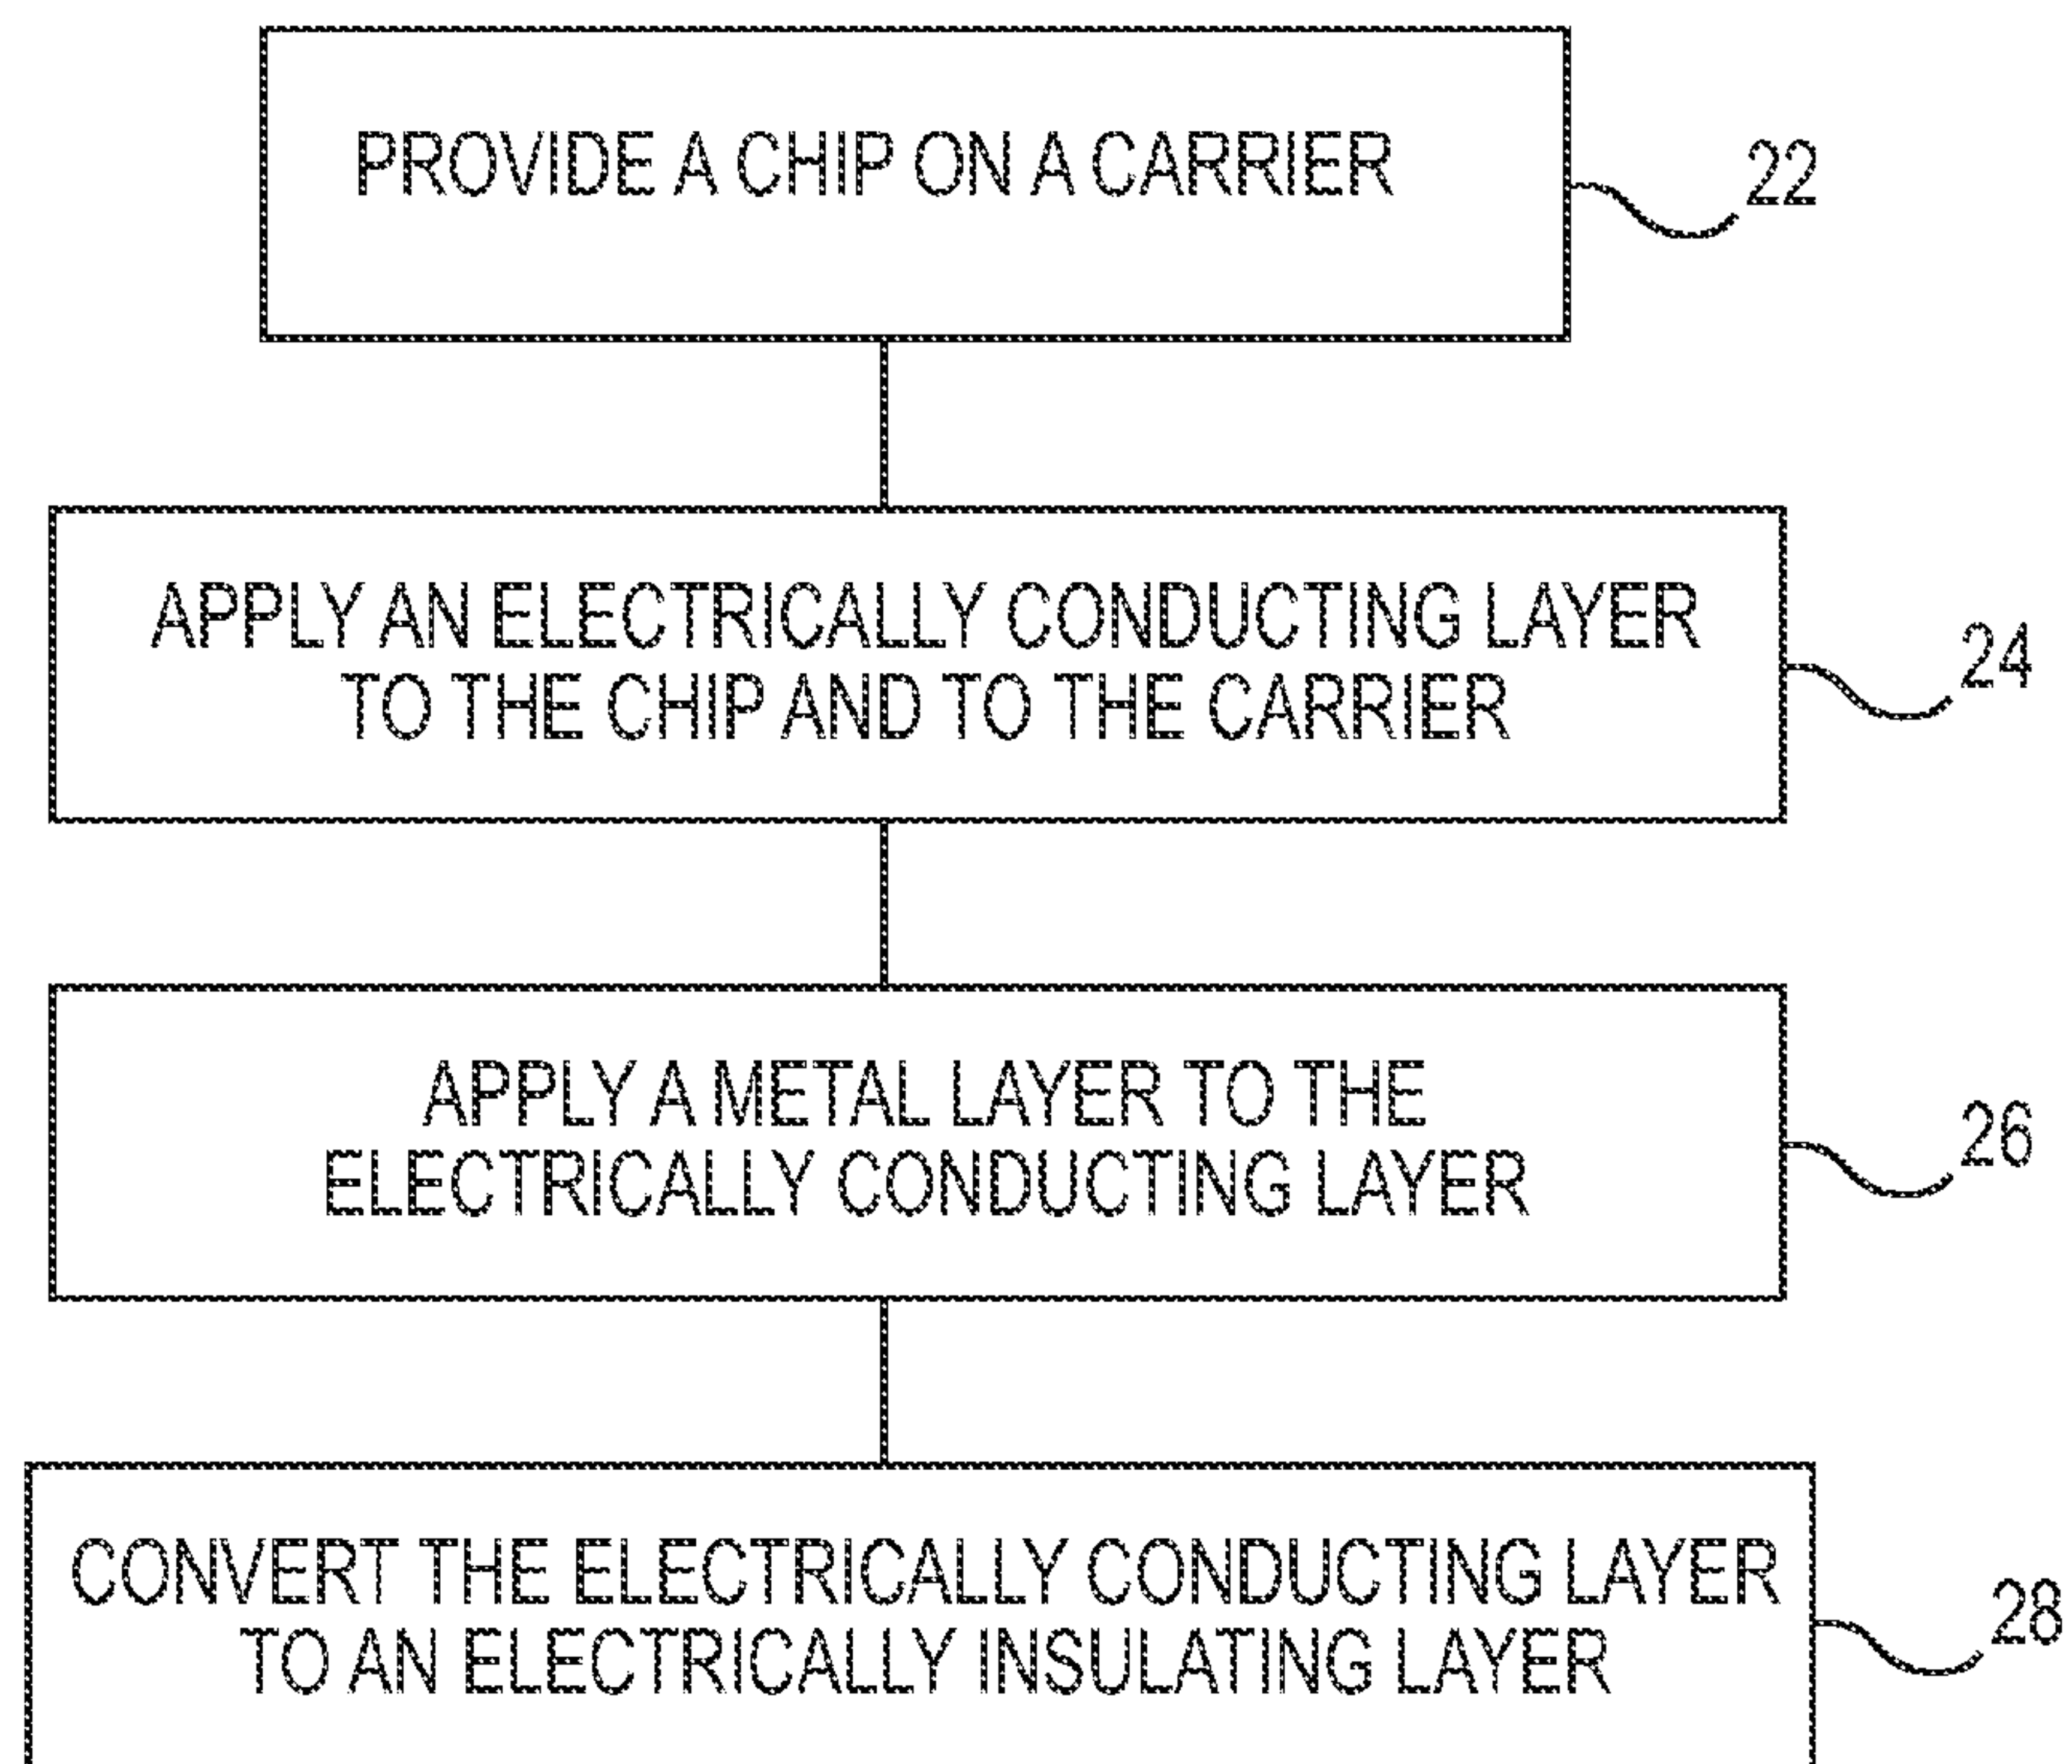 PROVIDE A CHIP ON A CARRIER
22
APPLY AN ELECTRICALLY CONDUCTING LAYER
TO THE CHIP AND TO THE CARRIER
24
APPLY A METAL LAYER TO THE
ELECTRICALLY CONDUCTING LAYER
26
CONVERT THE ELECTRICALLY CONDUCTING LAYER
TO AN ELECTRICALLY INSULATING LAYER
28